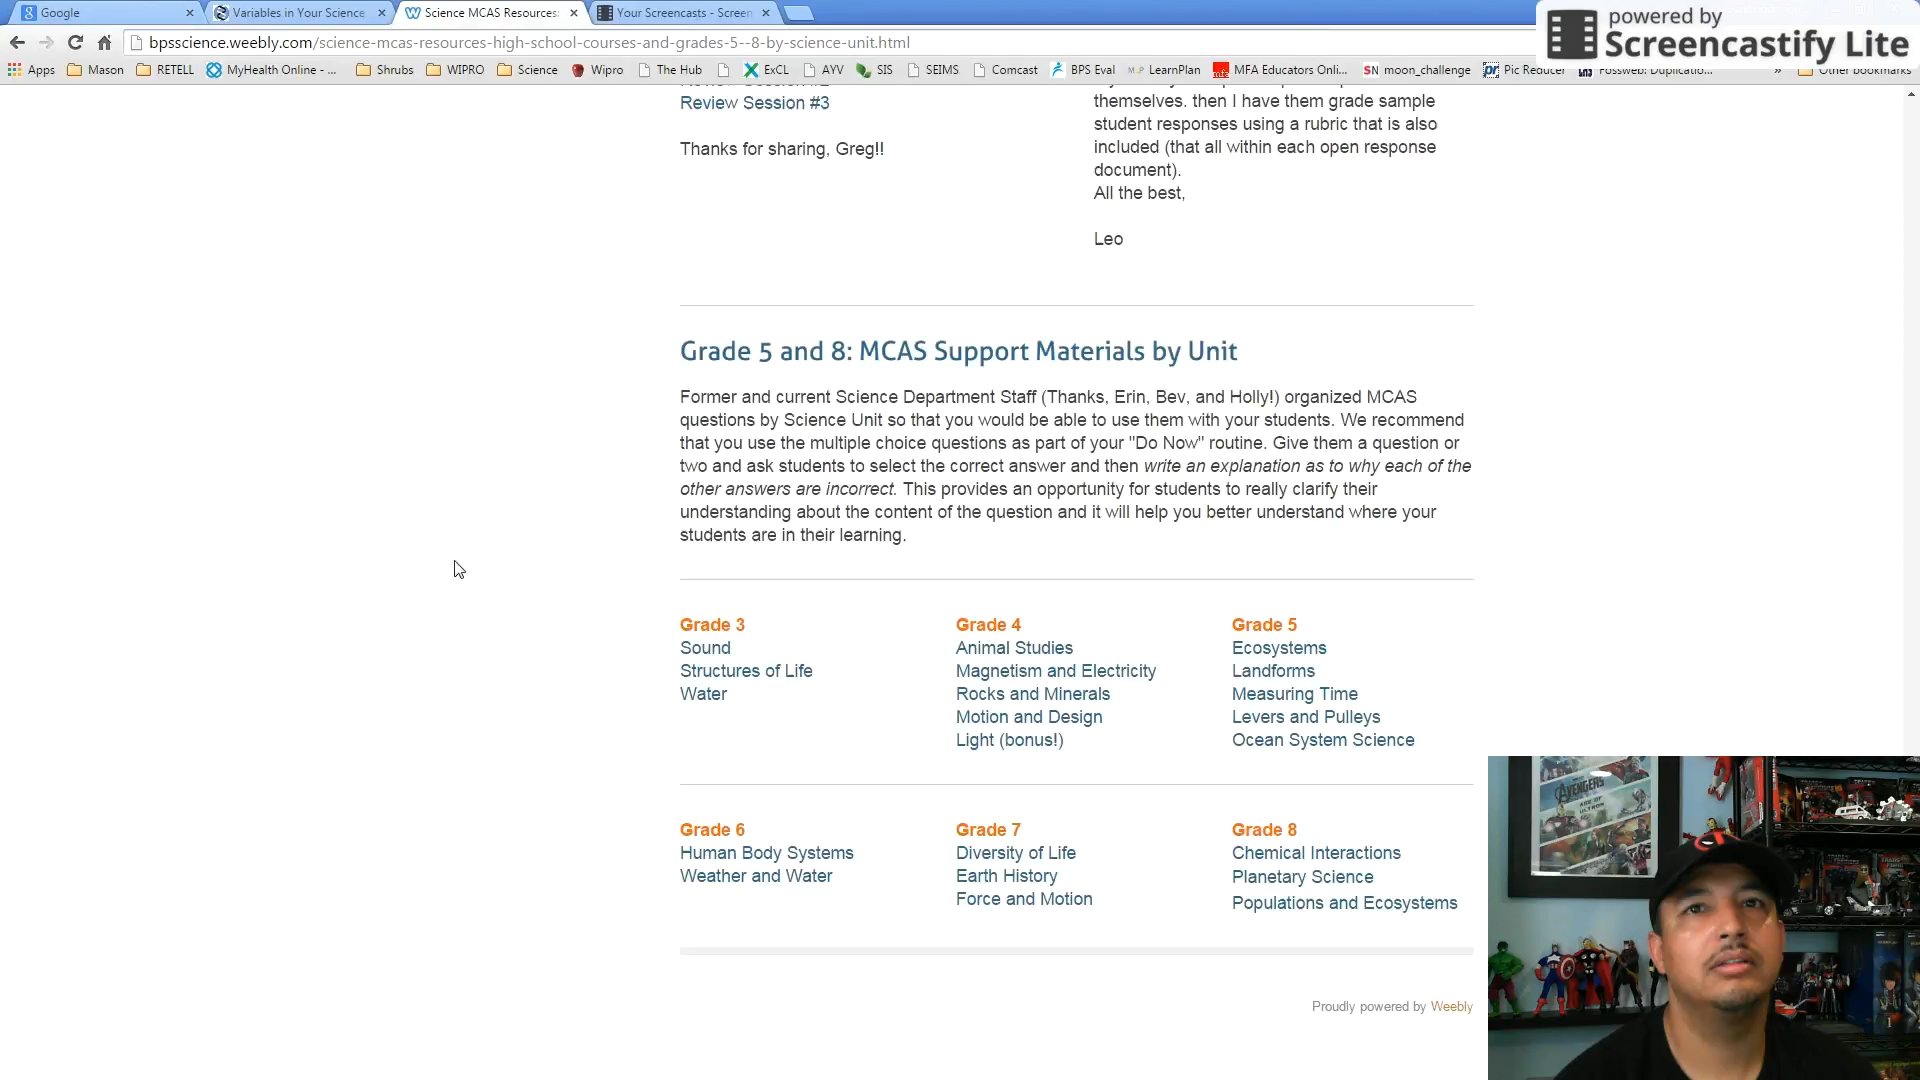 Google
Variables in Your Science
Science MCAS Resources:
Your Screencasts - Screen
powered by
Screencastify Lite
bpsscience.weebly.com/science-mcas-resources-high-school-courses-and-grades-5--8-by-science-unit.html
Apps Mason RETELL MyHealth Online - ... Shrubs WIPRO Science Wipro The Hub ExCL AYV SIS SEIMS Comcast BPS Eval LearnPlan MFA Educators Onli... moon_challenge Pic Reducer Fossweb: Duplicatio... » Other bookmarks
Review Session #3
Thanks for sharing, Greg!!
themselves. then I have them grade sample
student responses using a rubric that is also
included (that all within each open response
document).
All the best,
Leo
Grade 5 and 8: MCAS Support Materials by Unit
Former and current Science Department Staff (Thanks, Erin, Bev, and Holly!) organized MCAS
questions by Science Unit so that you would be able to use them with your students. We recommend
that you use the multiple choice questions as part of your "Do Now" routine. Give them a question or
two and ask students to select the correct answer and then write an explanation as to why each of the
other answers are incorrect. This provides an opportunity for students to really clarify their
understanding about the content of the question and it will help you better understand where your
students are in their learning.
Grade 3
Sound
Structures of Life
Water
Grade 4
Animal Studies
Magnetism and Electricity
Rocks and Minerals
Motion and Design
Light (bonus!)
Grade 5
Ecosystems
Landforms
Measuring Time
Levers and Pulleys
Ocean System Science
Grade 6
Human Body Systems
Weather and Water
Grade 7
Diversity of Life
Earth History
Force and Motion
Grade 8
Chemical Interactions
Planetary Science
Populations and Ecosystems
Proudly powered by Weebly
AVENGERS
AGE OF
ULTRON